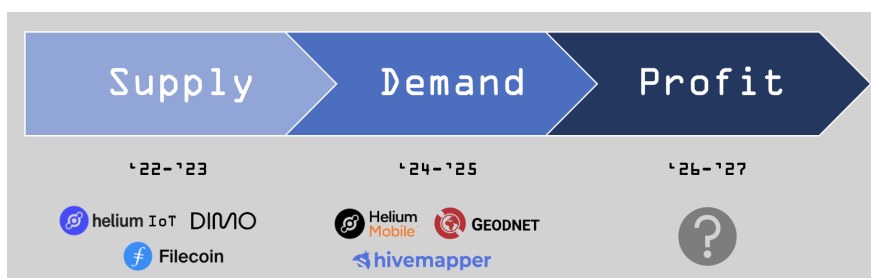 Supply Demand Profit
'22-'23 '24-'25 '26-'27
helium IoT DIMO Helium Mobile GEODNET ?
Filecoin hivemapper